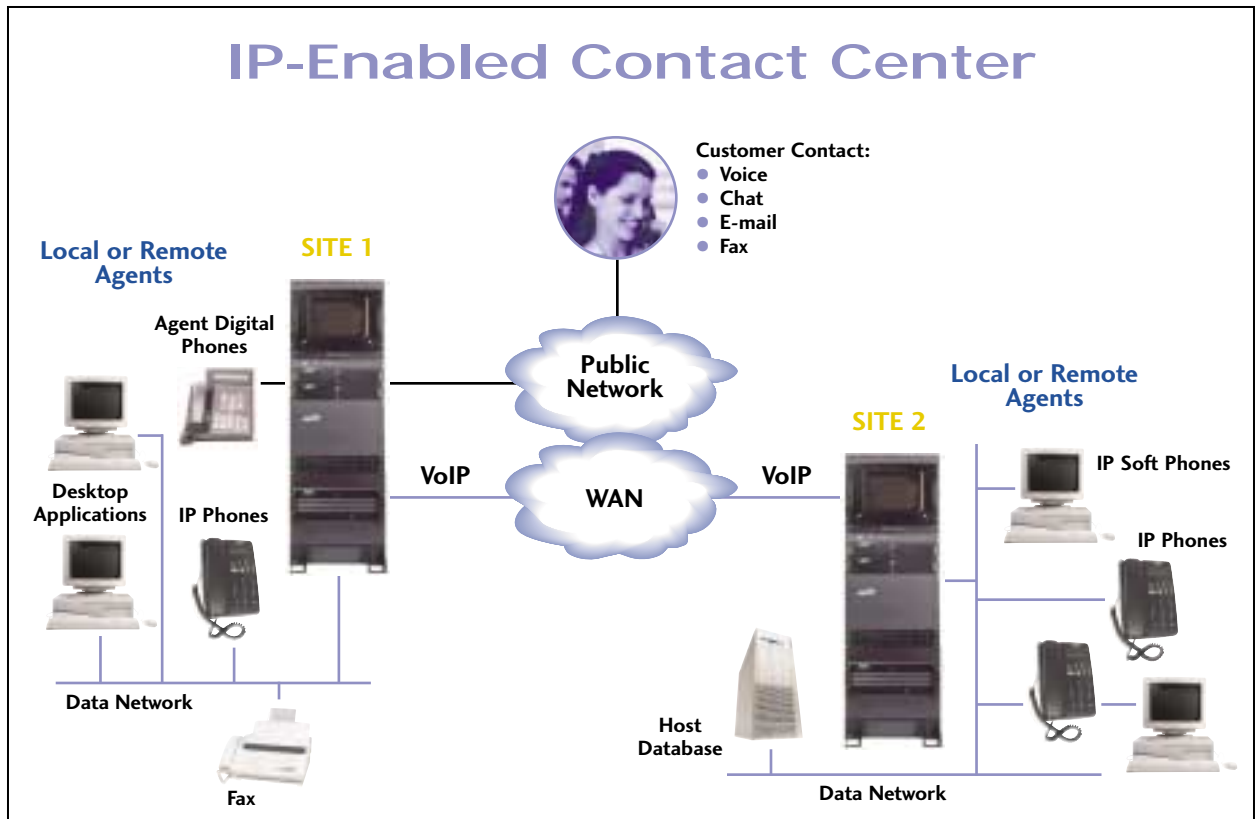 IP-Enabled Contact Center
Customer Contact:
Voice
Chat
E-mail
Fax
Local or Remote
Agents
SITE 1
Agent Digital
Phones
Public
Network
Local or Remote
Agents
SITE 2
VoIP
WAN
VoIP
IP Soft Phones
Desktop
Applications
IP Phones
IP Phones
Data Network
Host
Database
Fax
Data Network